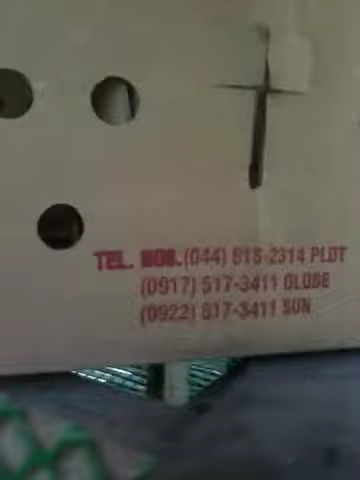 TEL. NOS. (044) 815-2314 PLDT
(0917) 517-3411 GLOBE
(0922) 817-3411 SUN